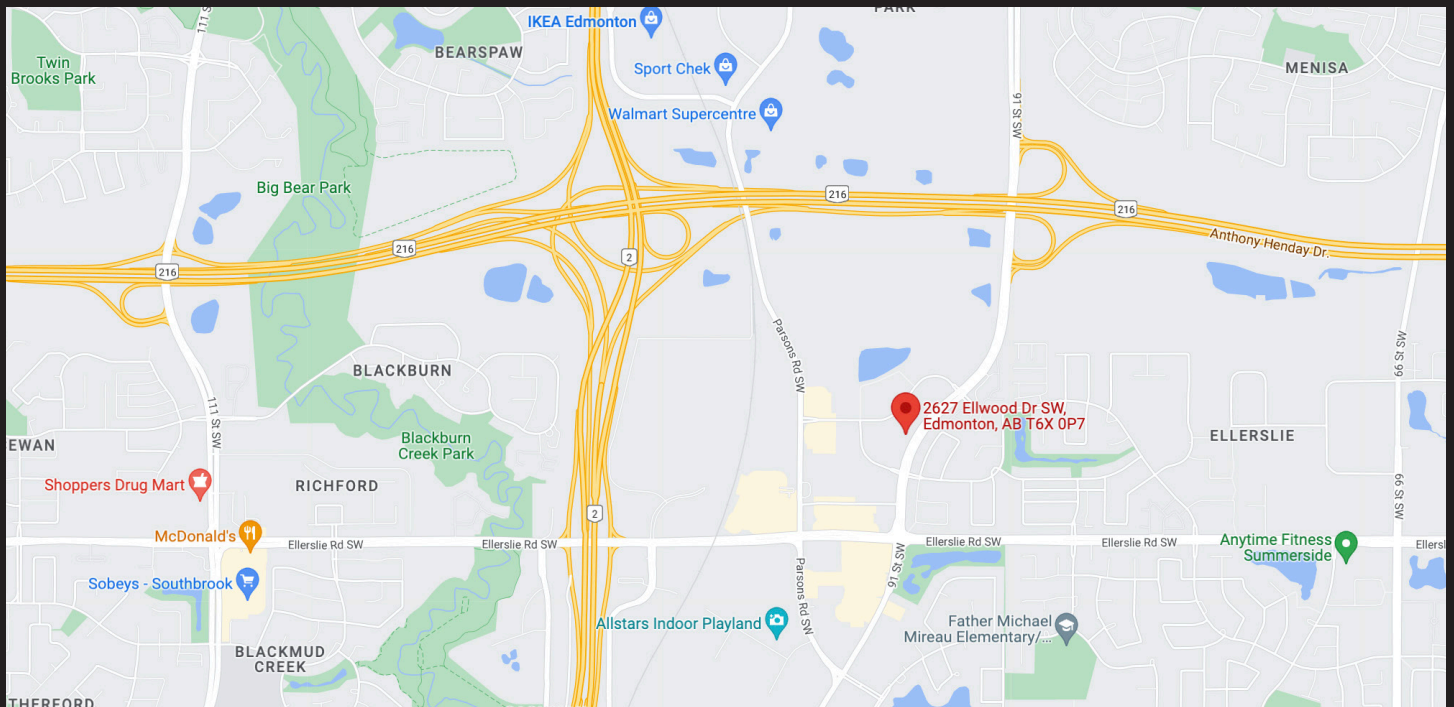 111 S
IKEA Edmonton
PARK
BEARSPAW
Sport Chek
Twin
Brooks Park
MENISA
Walmart Supercentre
91 St SW
Big Bear Park
216
216
216
216
2
Anthony Henday Dr.
Parsons Rd SW
66 St SW
BLACKBURN
111 St SW
2627 Ellwood Dr SW,
Edmonton, AB T6X 0P7
EWAN
Blackburn
Creek Park
ELLERSLIE
Shoppers Drug Mart
RICHFORD
66 St SW
2
McDonald's
Ellerslie Rd SW
Ellerslie Rd SW
Ellerslie Rd SW
Ellerslie Rd SW
Anytime Fitness
Summerside
Ellersl
Sobeys - Southbrook
91 St SW
Parsons Rd SW
Allstars Indoor Playland
Father Michael
Mireau Elementary/...
BLACKMUD
CREEK
THERFORD